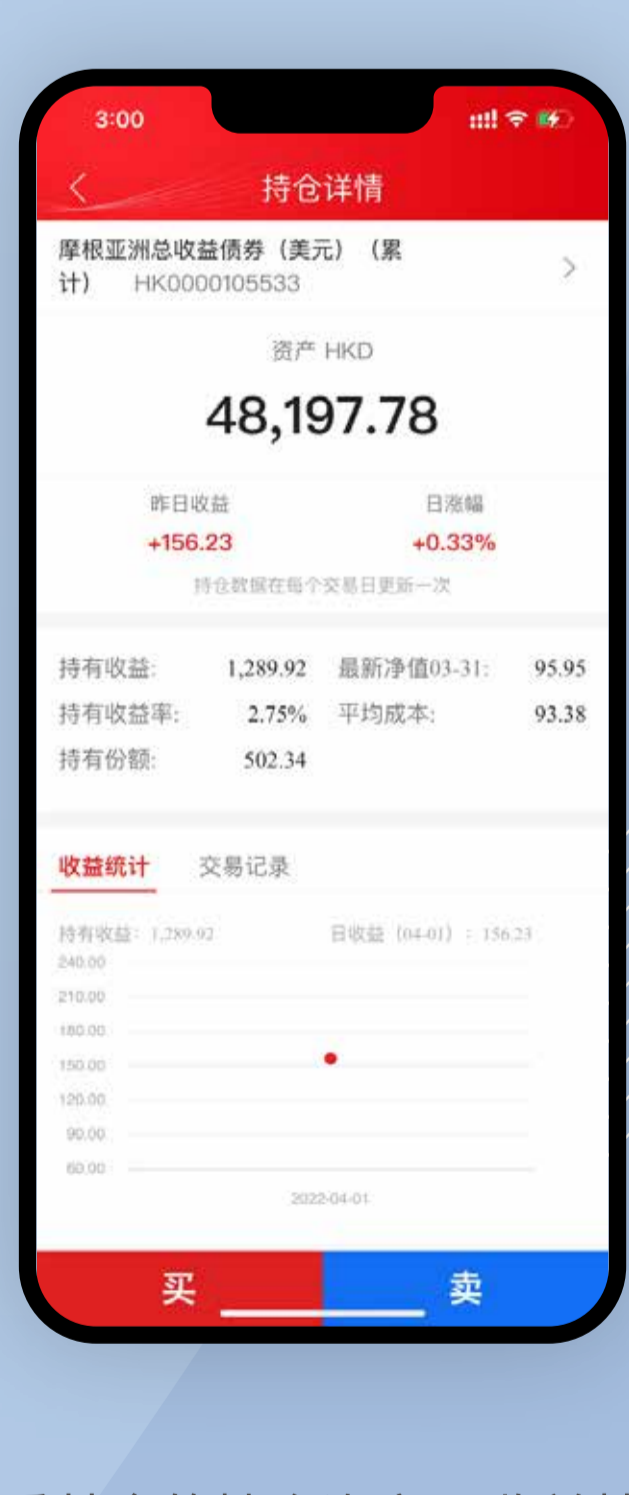 3:00
持仓详情
摩根亚洲总收益债券（美元）（累
计） HK0000105533
资产 HKD
48,197.78
昨日收益 日涨幅
+156.23 +0.33%
持仓数据在每个交易日更新一次
持有收益: 1,289.92 最新净值03-31: 95.95
持有收益率: 2.75% 平均成本: 93.38
持有份额: 502.34
收益统计 交易记录
持有收益: 1,289.92 日收益（04-01）: 156.23
240.00
210.00
180.00
150.00
120.00
90.00
60.00
2022-04-01
买 卖